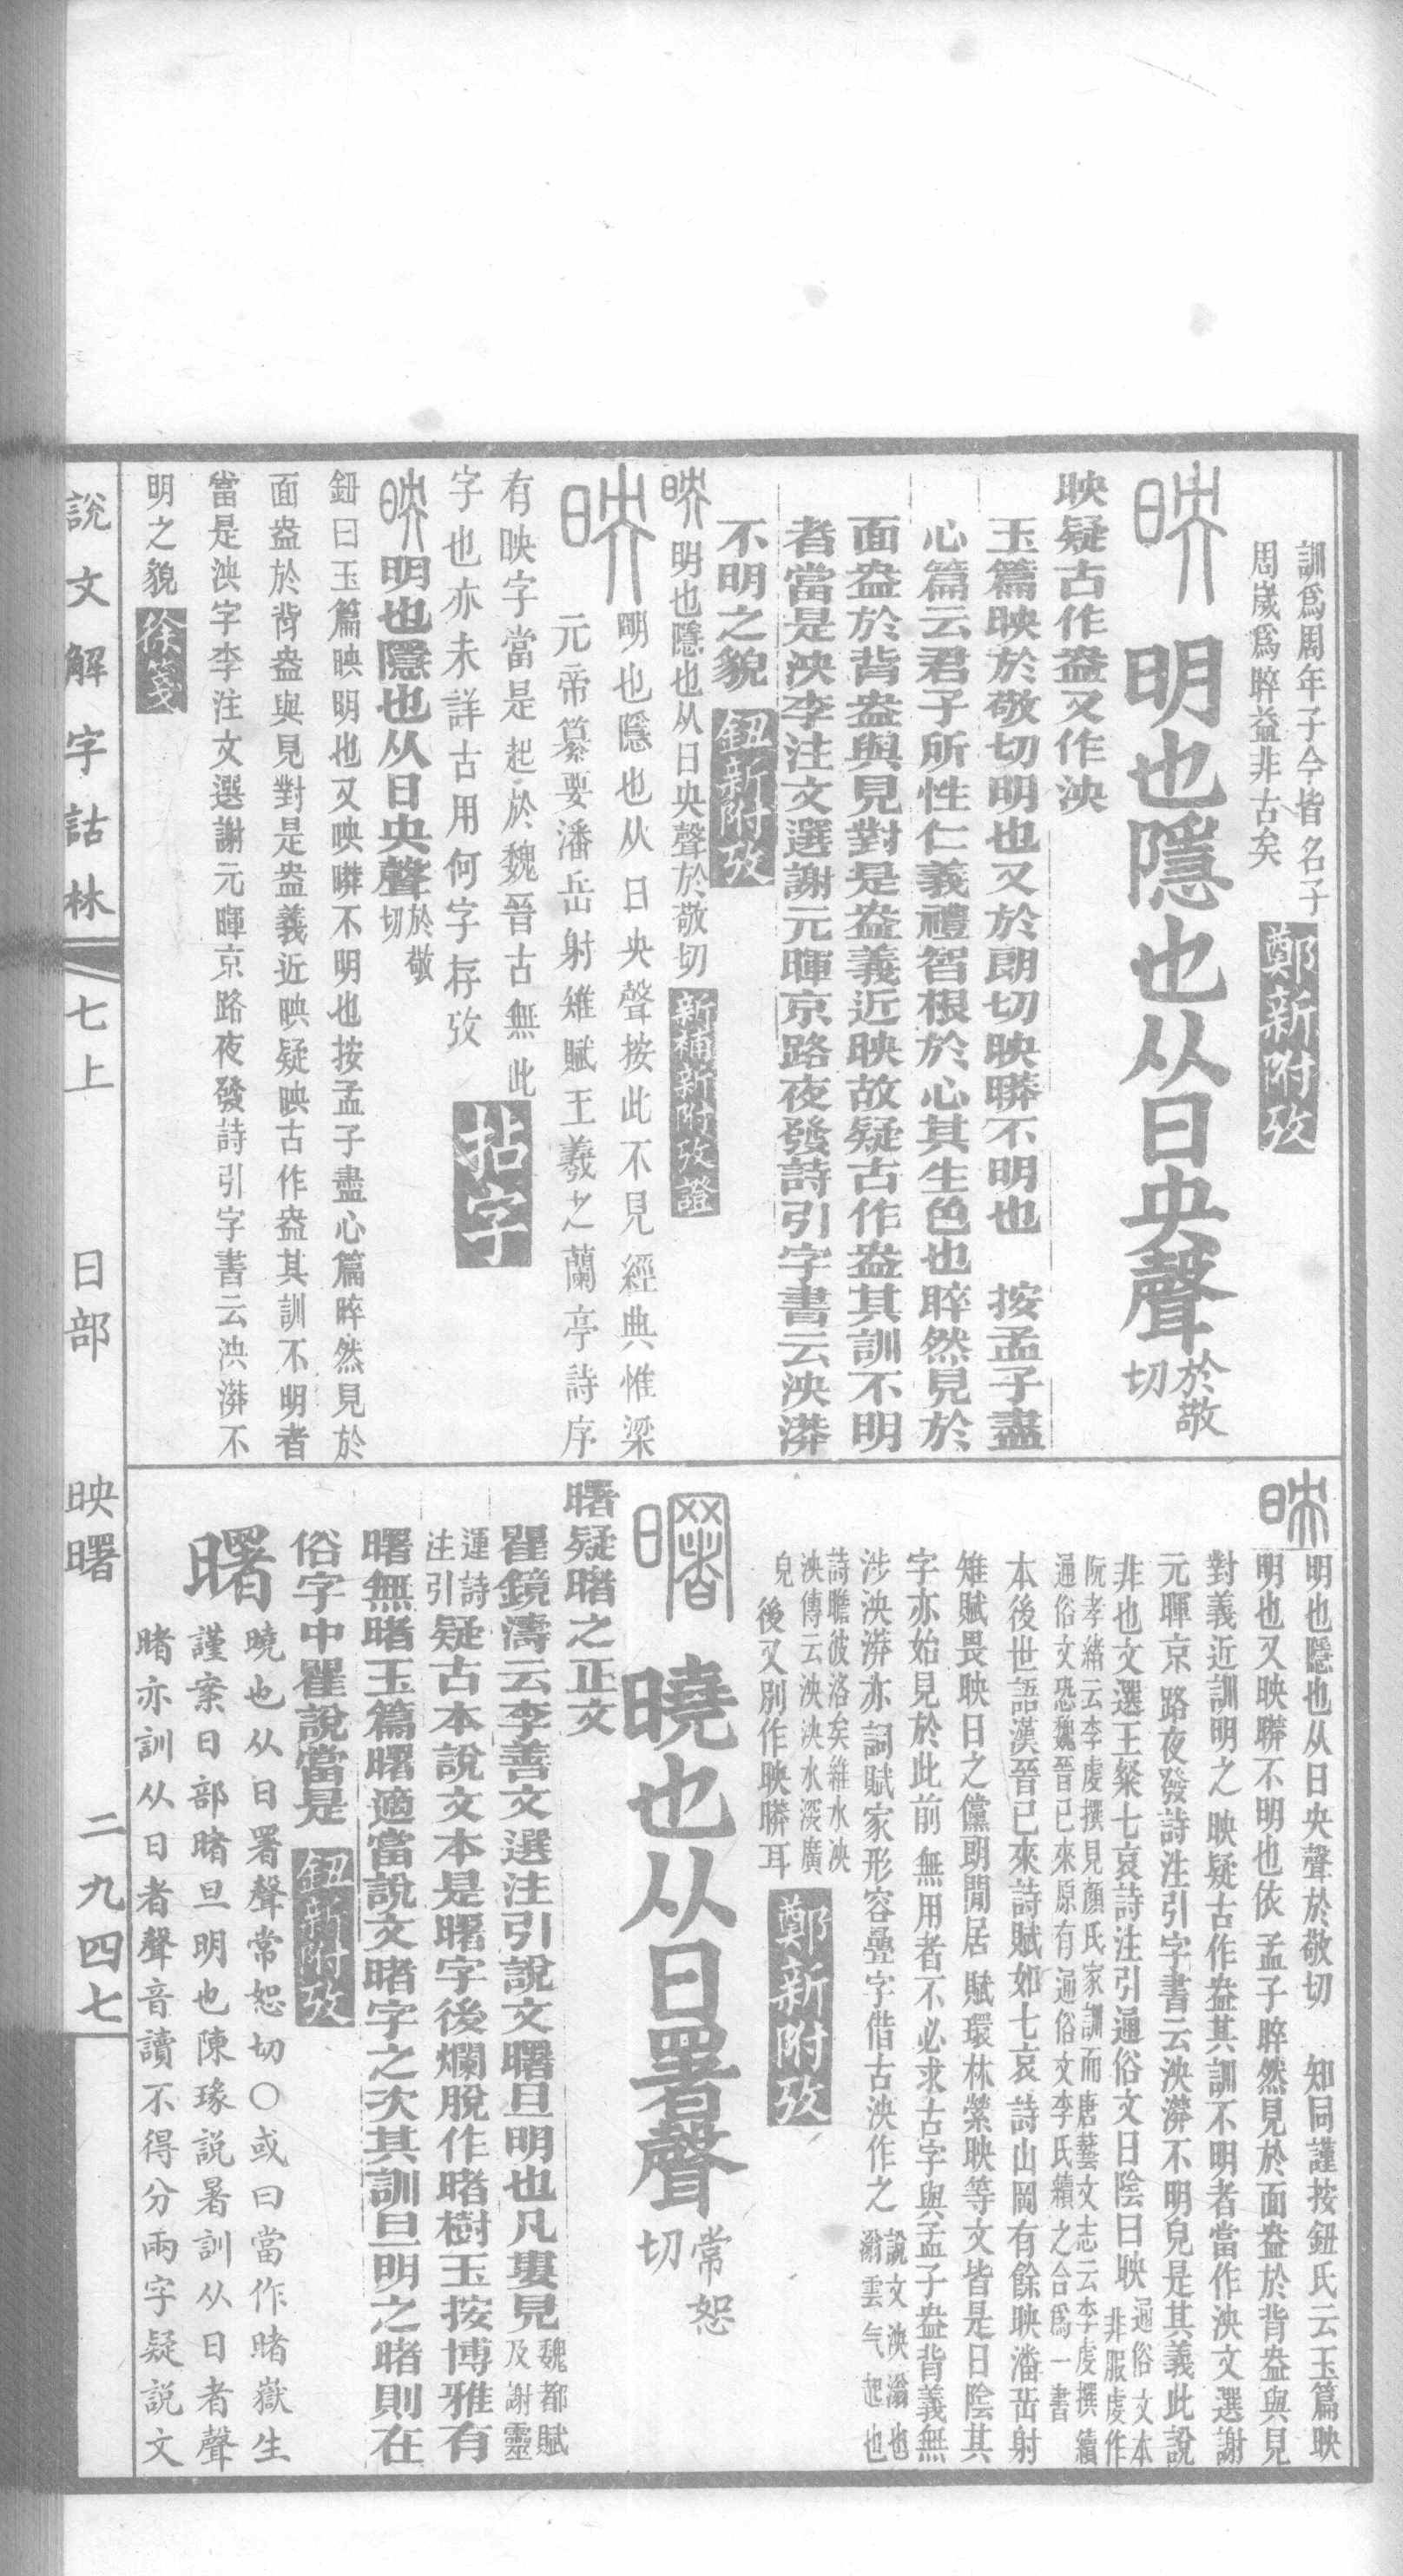 訓爲周年子今皆名子
周歲爲晬益非古矣
鄭新附攷
映 明也隱也从日央聲於敬切
映疑古作盎又作泱
玉篇映於敬切明也又於朗切映㬒不明也 按孟子盡
心篇云君子所性仁義禮智根於心其生色也睟然見於
面盎於背盎與見對是盎義近映故疑古作盎其訓不明
者當是泱李注文選謝元暉京路夜發詩引字書云泱漭
不明之貌 鈕新附攷
映 明也隱也从日央聲於敬切 新補新附攷證
映 明也隱也从日央聲按此不見經典惟梁
元帝纂要潘岳射雉賦王羲之蘭亭詩序
有映字當是起於魏晉古無此
字也亦未詳古用何字存攷 拈字
映 明也隱也从日央聲於敬切
鈕曰玉篇映明也又映㬒不明也按孟子盡心篇睟然見於
面盎於背盎與見對是盎義近映疑映古作盎其訓不明者
當是泱字李注文選謝元暉京路夜發詩引字書云泱漭不
明之貌 徐箋
映 明也隱也从日央聲於敬切 知同謹按鈕氏云玉篇映
明也又映㬒不明也依孟子睟然見於面盎於背盎與見
對義近訓明之映疑古作盎其訓不明者當作泱文選謝
元暉京路夜發詩注引字書云泱漭不明皃是其義此說
非也文選王粲七哀詩注引通俗文日陰曰映通俗文本非服虔作
阮孝緒云李虔撰見顏氏家訓而唐藝文志云李虔撰續
通俗文恐魏晉已來原有通俗文李氏續之合爲一書
本後世語漢晉已來詩賦如七哀詩山岡有餘映潘岳射
雉賦畏映日之儻朗閒居賦環林縈映等文皆是日陰其
字亦始見於此前無用者不必求古字與孟子盎背義無
涉泱漭亦詞賦家形容疊字借古泱作之說文泱滃也滃雲气起也
詩瞻彼洛矣維水泱
泱傳云泱泱水深廣
皃 後又別作映㬒耳 鄭新附攷
曙 曉也从日署聲常恕切
曙疑睹之正文
瞿鏡濤云李善文選注引說文曙旦明也凡婁見魏都賦及謝靈
運詩注引疑古本說文本是曙字後爛脫作睹樹玉按博雅有
曙無睹玉篇曙適當說文睹字之次其訓旦明之睹則在
俗字中瞿說當是 鈕新附攷
曙 曉也从日署聲常恕切〇或曰當作睹嶽生
謹案日部睹旦明也陳瑑說暑訓从日者聲
睹亦訓从日者聲音讀不得分兩字疑說文
說文解字詁林 七上 日部 映曙 二九四七